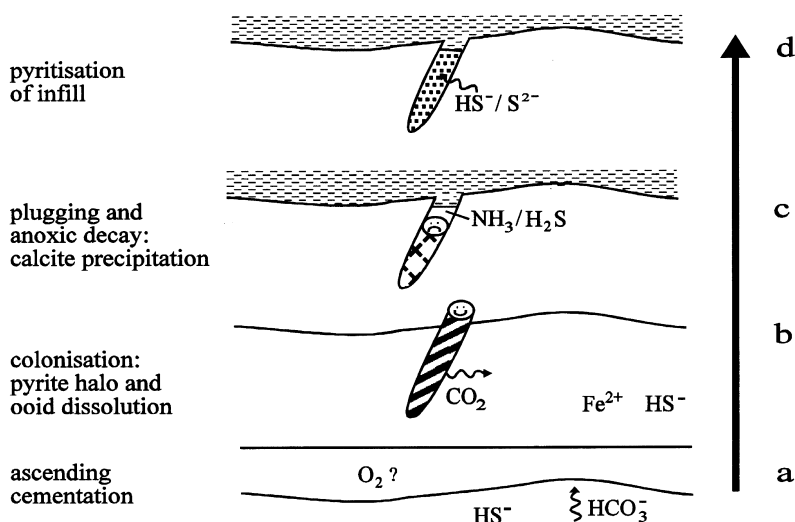 d
pyritisation
of infill
HS⁻/ S²⁻
c
plugging and
anoxic decay:
calcite precipitation
NH₃/H₂S
b
colonisation:
pyrite halo and
ooid dissolution
CO₂
Fe²⁺ HS⁻
ascending
cementation
O₂ ?
a
HS⁻
HCO₃⁻